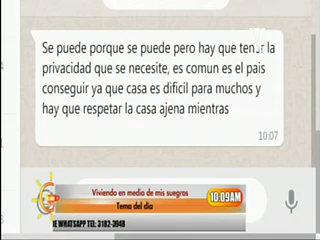 Se puede porque se puede pero hay que tener la
privacidad que se necesite, es comun es el pais
conseguir ya que casa es dificil para muchos y
hay que respetar la casa ajena mientras
10:07
Viviendo en medio de mis suegros
10:09AM
Tema del dia
IE WHATSAPP TEL: 3182-3948